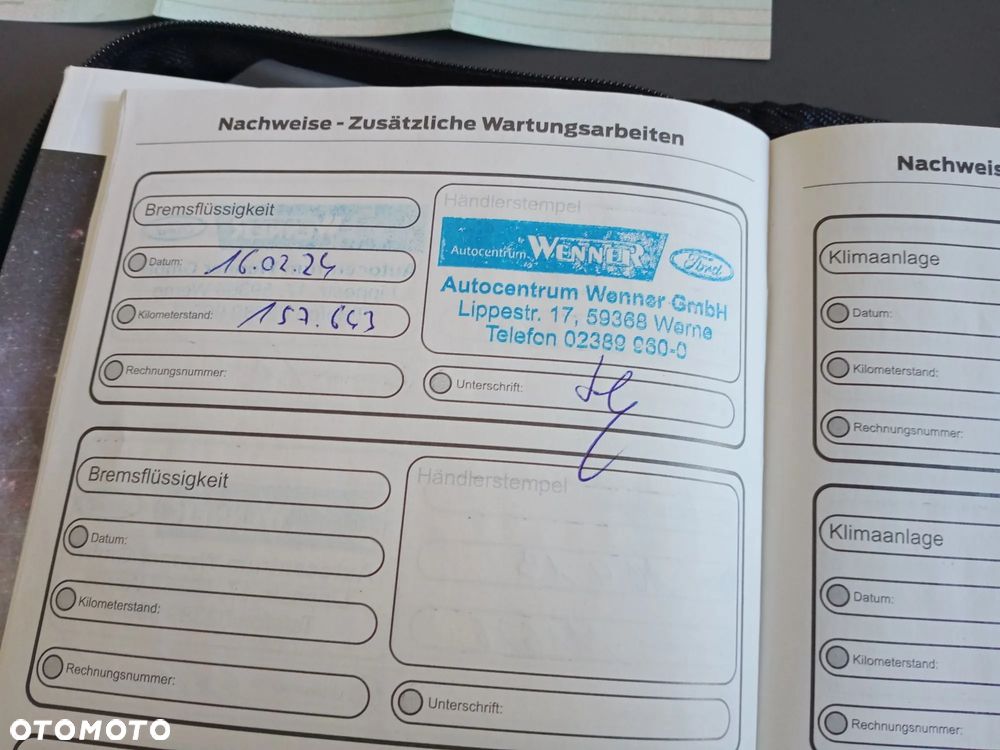 Nachweise - Zusätzliche Wartungsarbeiten
Bremsflüssigkeit
Datum: 16.02.24
Kilometerstand: 157.643
Rechnungsnummer:
Händlerstempel
Autocentrum WENNER Ford
Autocentrum Wenner GmbH
Lippestr. 17, 59368 Werne
Telefon 02389 960-0
Unterschrift:
Bremsflüssigkeit
Datum:
Kilometerstand:
Rechnungsnummer:
Händlerstempel
Unterschrift:
Nachweis
Klimaanlage
Datum:
Kilometerstand:
Rechnungsnummer:
Klimaanlage
Datum:
Kilometerstand:
Rechnungsnummer:
OTOMOTO